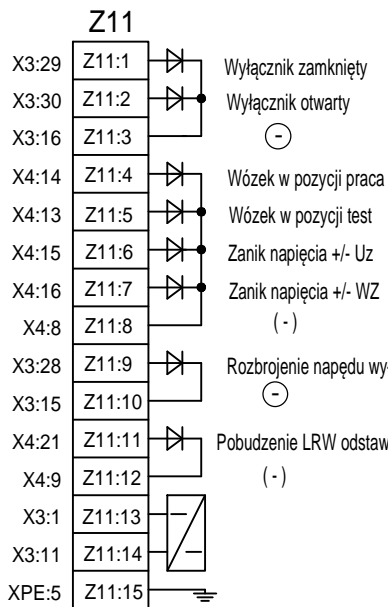 Z11
X3:29 Z11:1 Wyłącznik zamknięty
X3:30 Z11:2 Wyłącznik otwarty
X3:16 Z11:3 -
X4:14 Z11:4 Wózek w pozycji praca
X4:13 Z11:5 Wózek w pozycji test
X4:15 Z11:6 Zanik napięcia +/- Uz
X4:16 Z11:7 Zanik napięcia +/- WZ
X4:8 Z11:8 (-)
X3:28 Z11:9 Rozbrojenie napędu wy
X3:15 Z11:10 -
X4:21 Z11:11 Pobudzenie LRW odstaw
X4:9 Z11:12 (-)
X3:1 Z11:13
X3:11 Z11:14
XPE:5 Z11:15